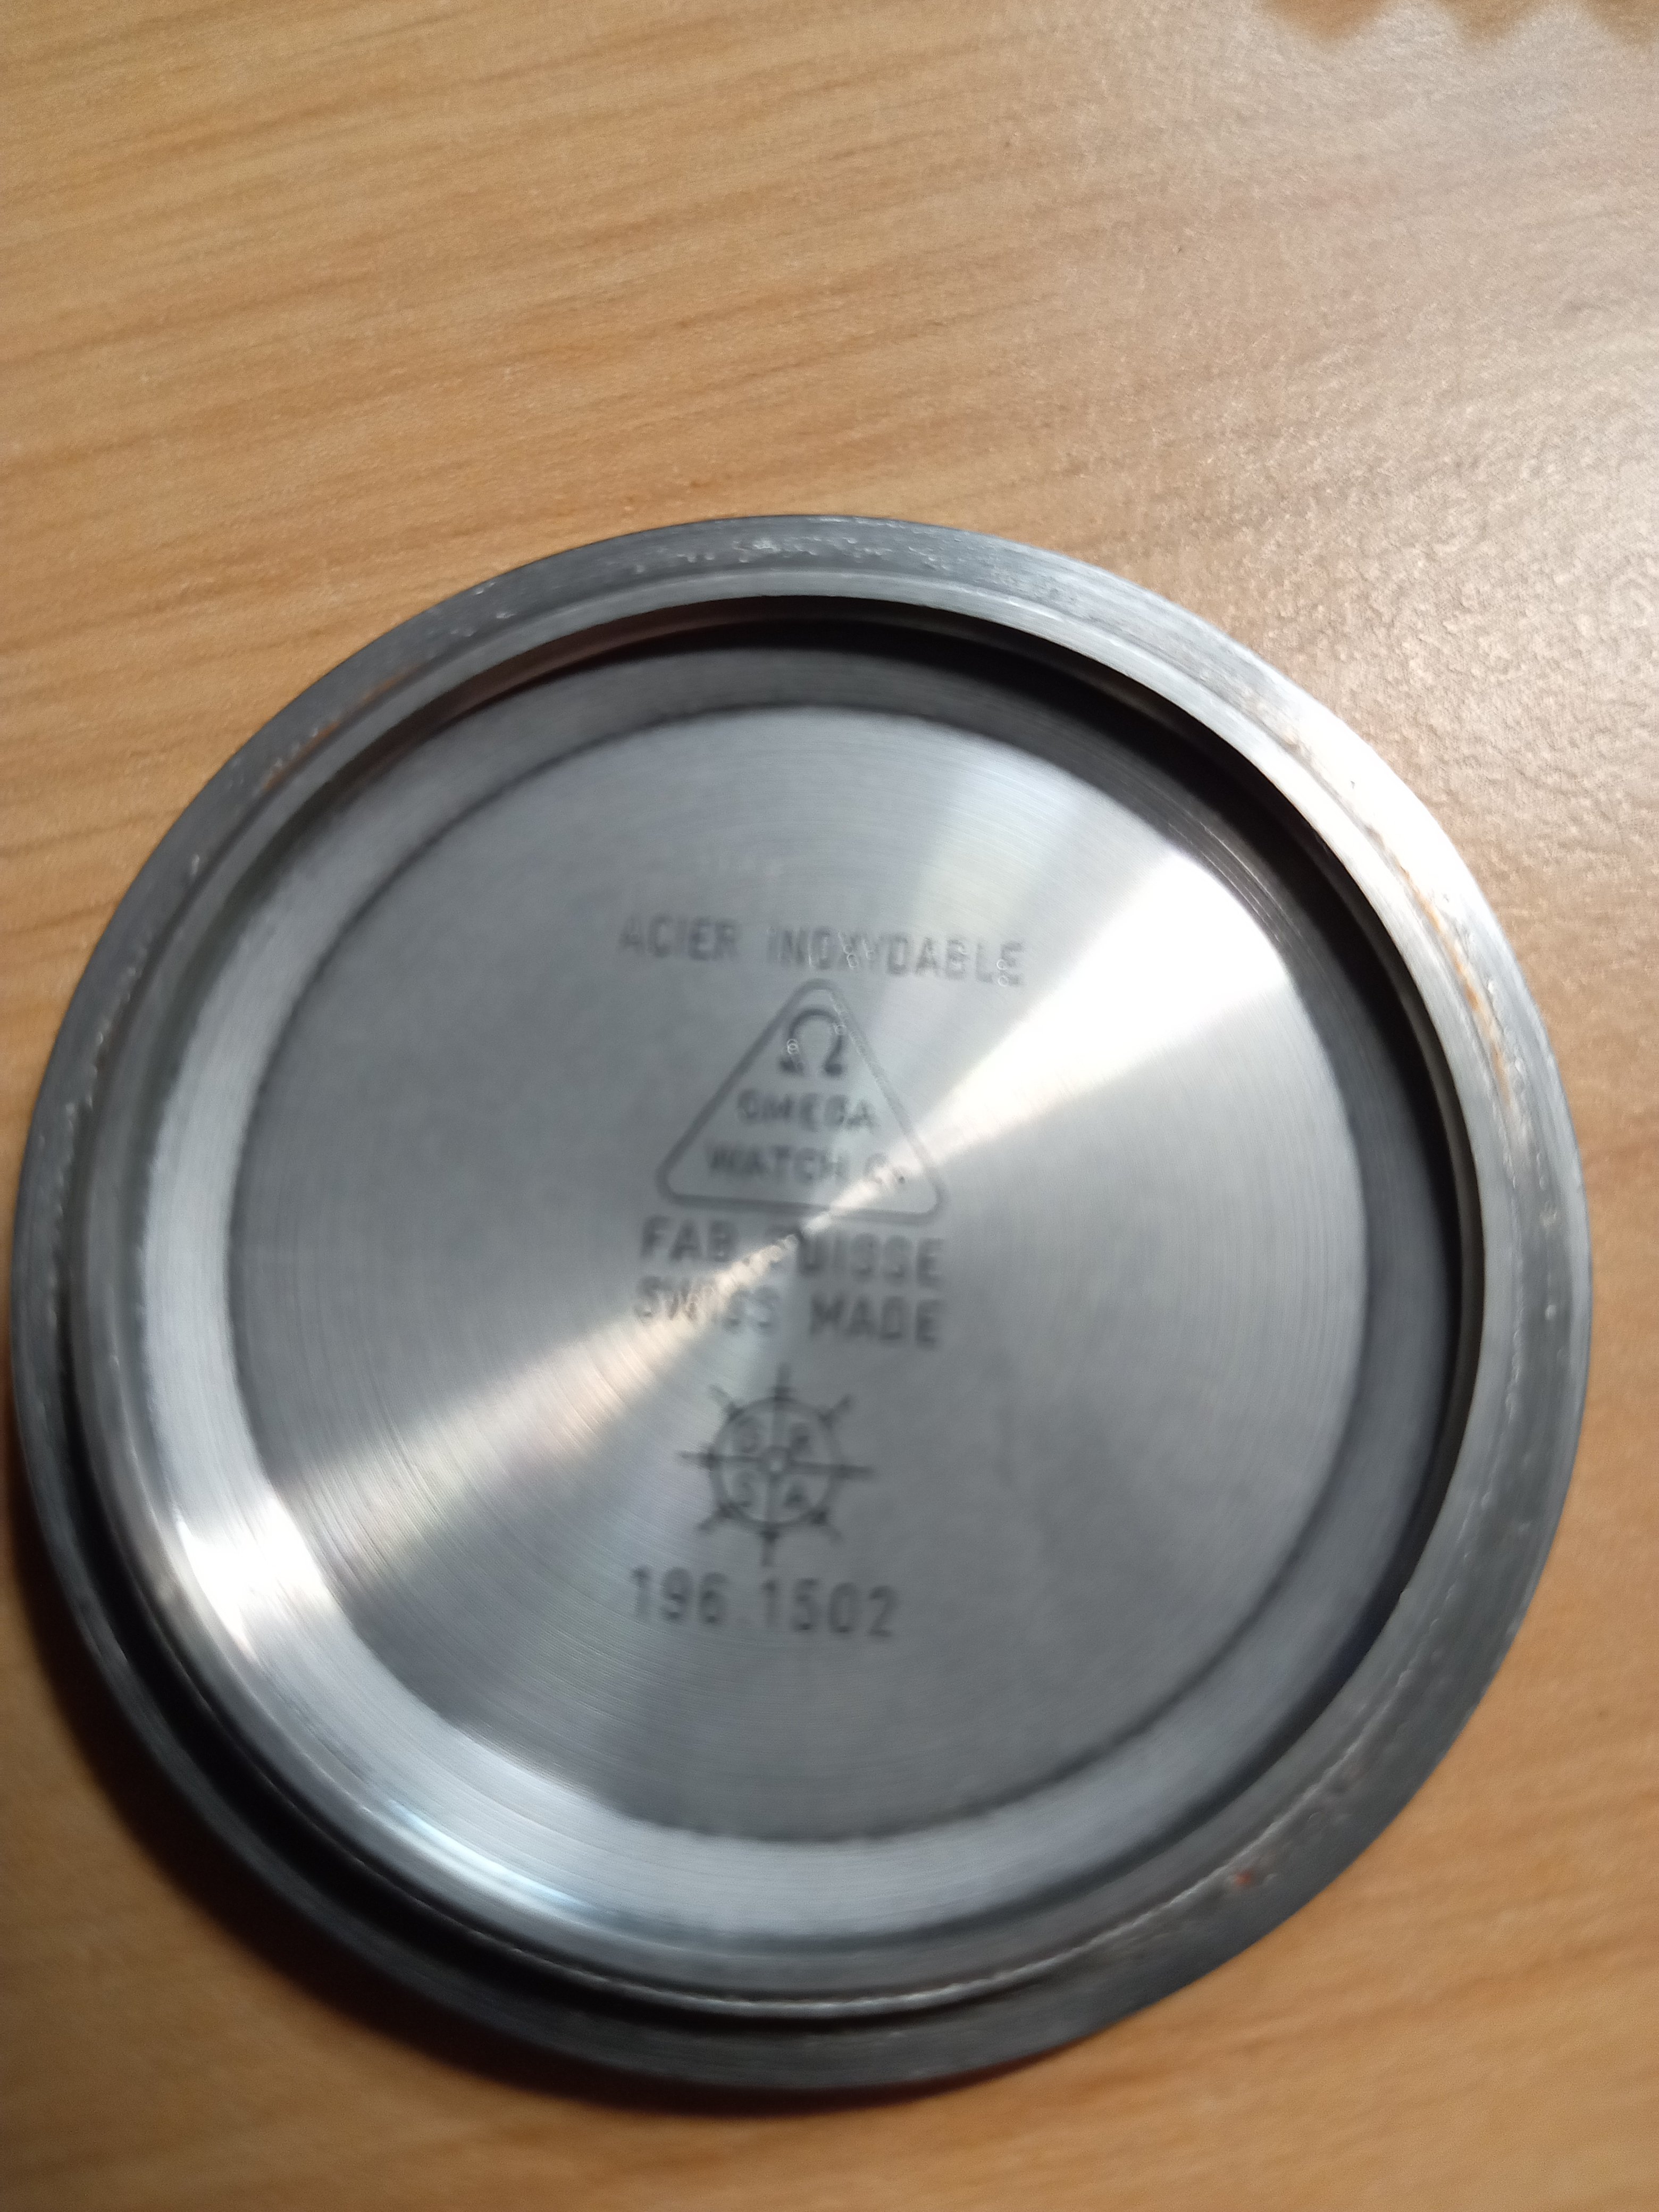 ACIER INOXYDABLE
Ω
OMEGA
WATCH Co
FAB. SUISSE
SWISS MADE
G R
S A
196 1502